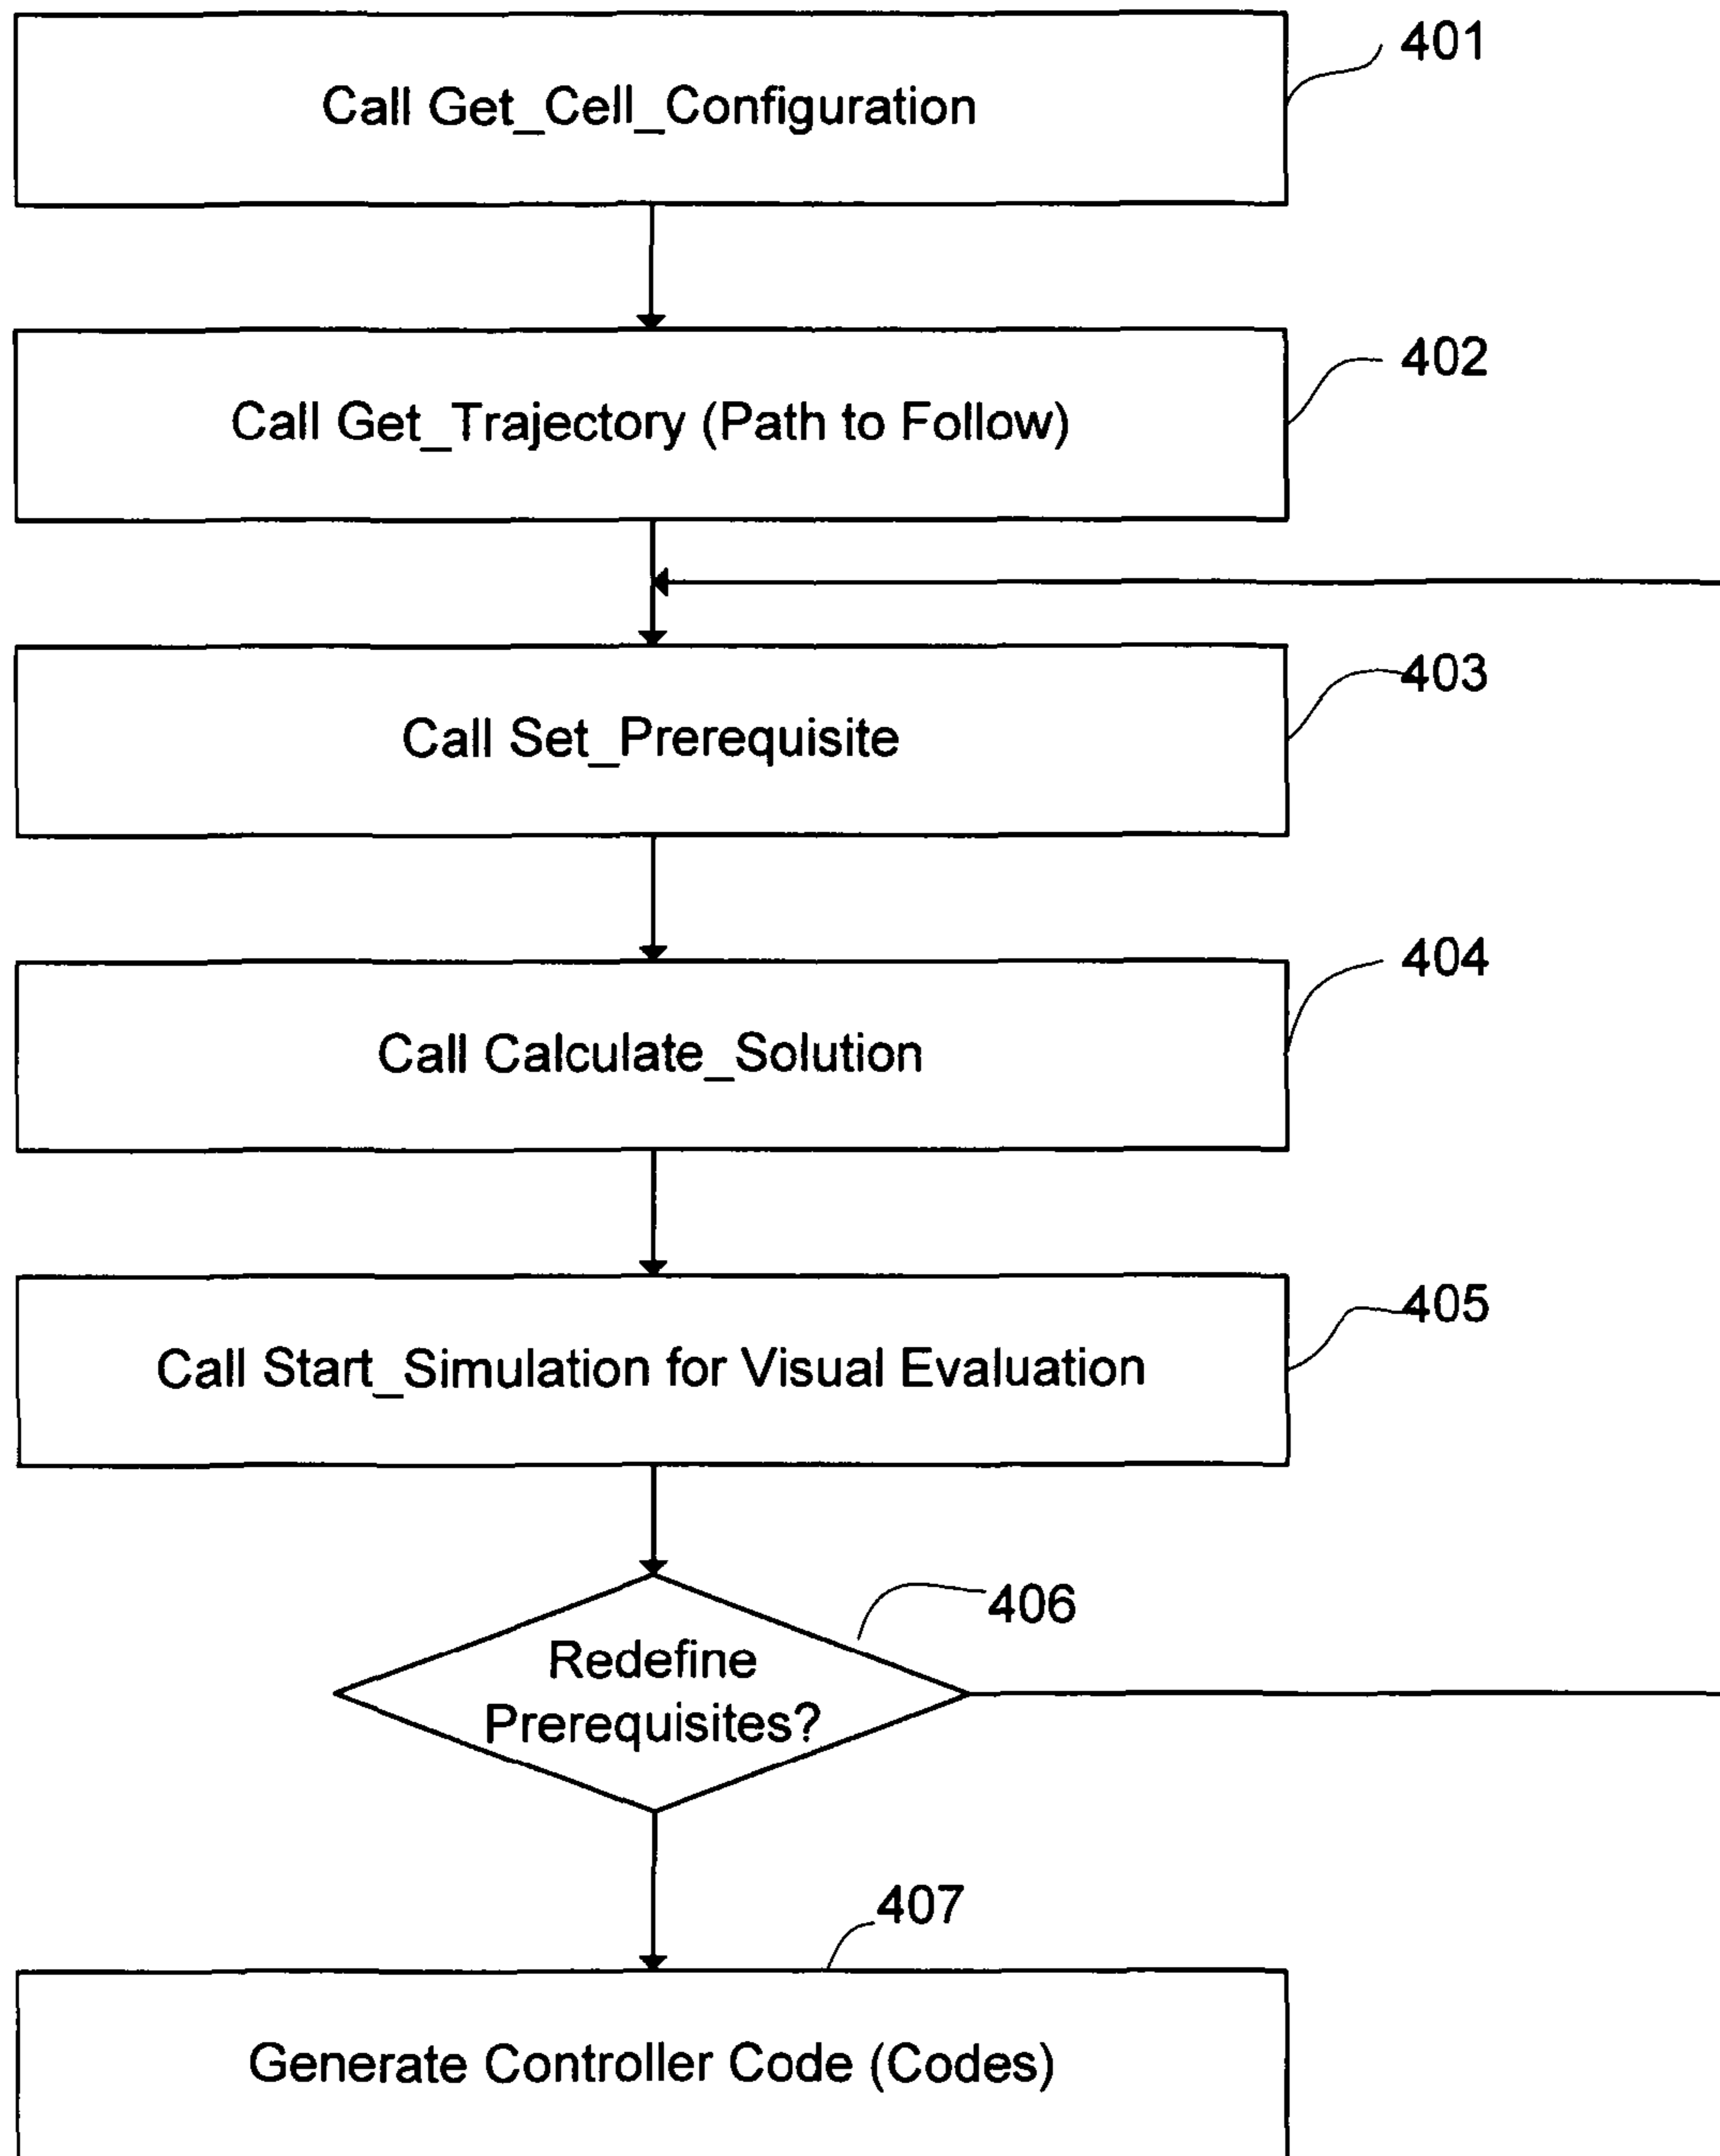 401
Call Get_Cell_Configuration
402
Call Get_Trajectory (Path to Follow)
403
Call Set_Prerequisite
404
Call Calculate_Solution
405
Call Start_Simulation for Visual Evaluation
406
Redefine
Prerequisites?
407
Generate Controller Code (Codes)